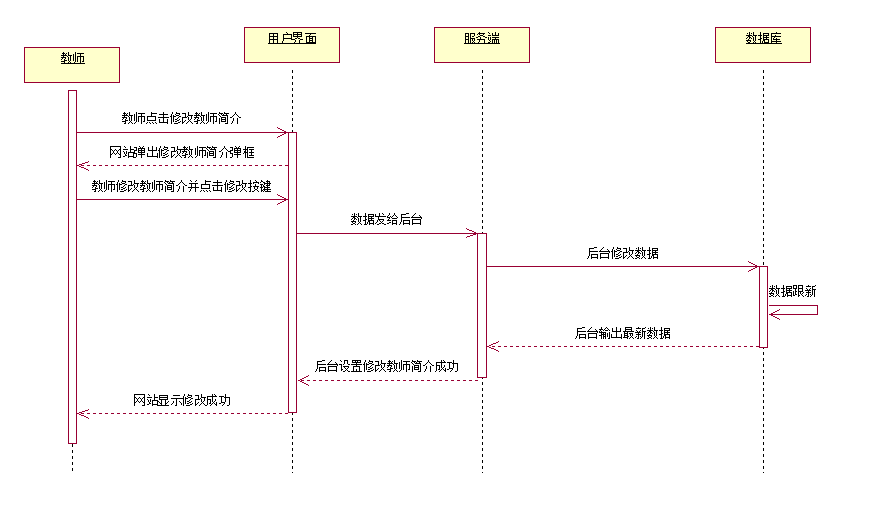 用户界面
服务端
数据库
教师
教师点击修改教师简介
网站弹出修改教师简介弹框
教师修改教师简介并点击修改按键
数据发给后台
后台修改数据
数据跟新
后台输出最新数据
后台设置修改教师简介成功
网站显示修改成功